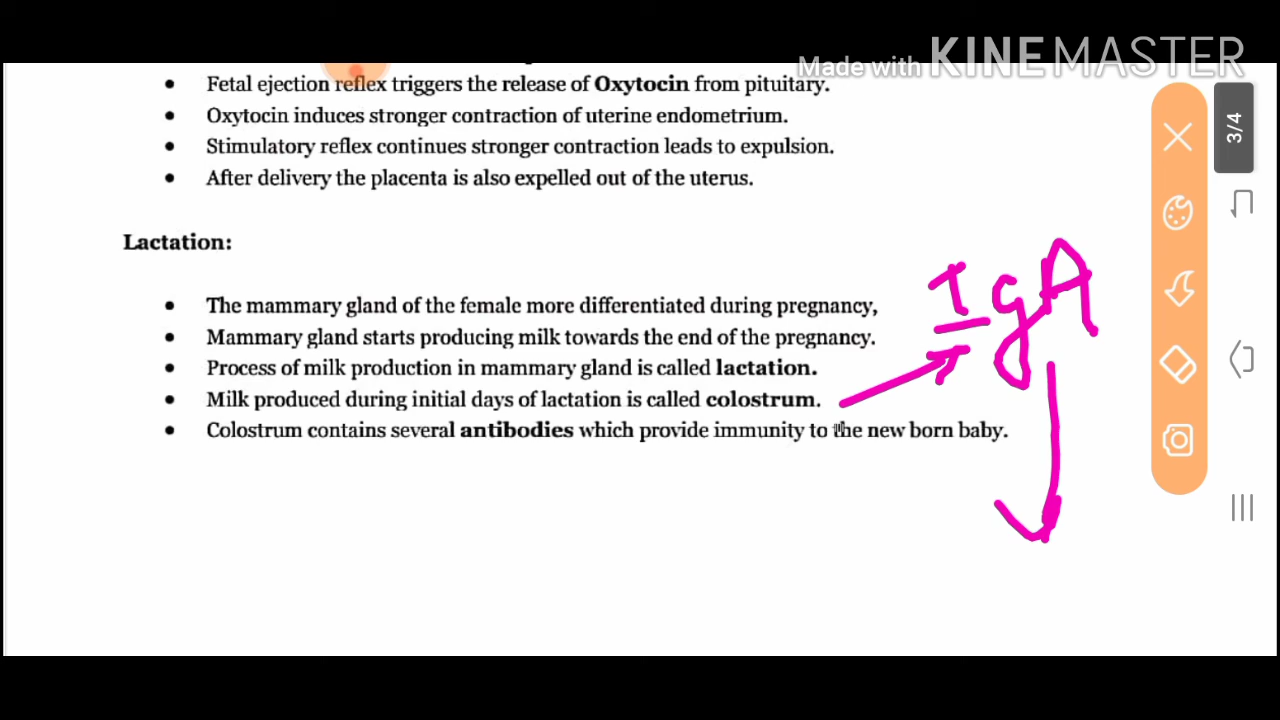 Made with KINEMASTER
Fetal ejection reflex triggers the release of Oxytocin from pituitary.
3/4
Oxytocin induces stronger contraction of uterine endometrium.
Stimulatory reflex continues stronger contraction leads to expulsion.
After delivery the placenta is also expelled out of the uterus.
Lactation:
IgA
The mammary gland of the female more differentiated during pregnancy,
Mammary gland starts producing milk towards the end of the pregnancy.
Process of milk production in mammary gland is called lactation.
Milk produced during initial days of lactation is called colostrum.
Colostrum contains several antibodies which provide immunity to the new born baby.